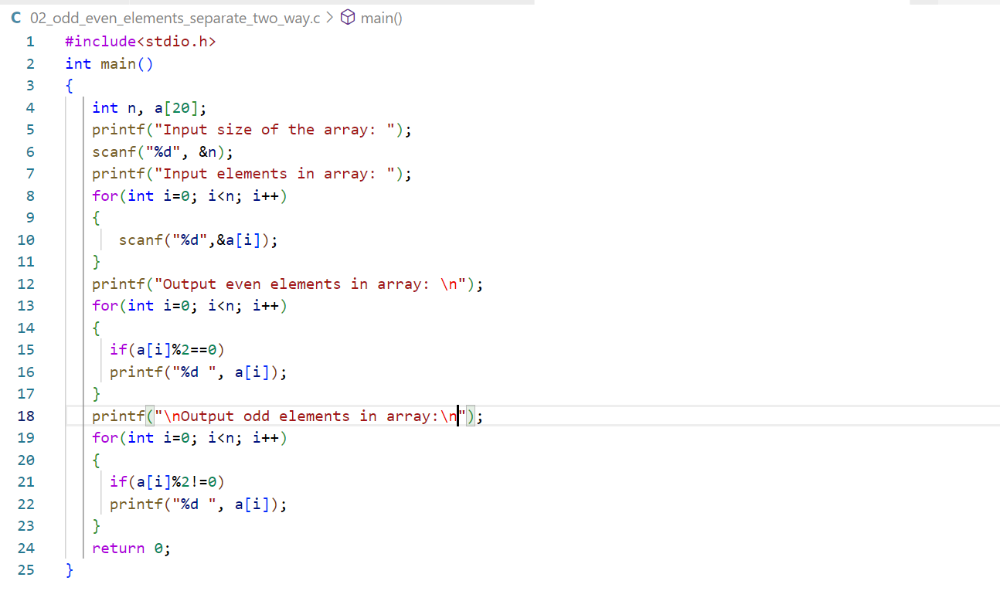 C 02_odd_even_elements_separate_two_way.c > main()
1 #include<stdio.h>
2 int main()
3 {
4    int n, a[20];
5    printf("Input size of the array: ");
6    scanf("%d", &n);
7    printf("Input elements in array: ");
8    for(int i=0; i<n; i++)
9    {
10      scanf("%d",&a[i]);
11   }
12   printf("Output even elements in array: \n");
13   for(int i=0; i<n; i++)
14   {
15     if(a[i]%2==0)
16     printf("%d ", a[i]);
17   }
18   printf("\nOutput odd elements in array:\n");
19   for(int i=0; i<n; i++)
20   {
21     if(a[i]%2!=0)
22     printf("%d ", a[i]);
23   }
24   return 0;
25 }